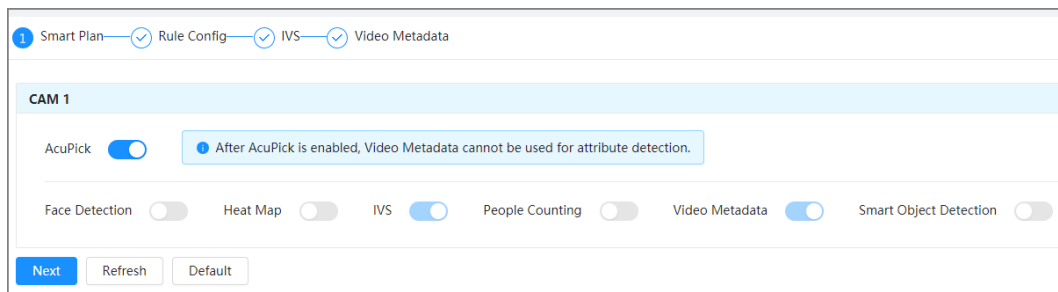 1 Smart Plan Rule Config IVS Video Metadata
CAM 1
AcuPick After AcuPick is enabled, Video Metadata cannot be used for attribute detection.
Face Detection Heat Map IVS People Counting Video Metadata Smart Object Detection
Next Refresh Default